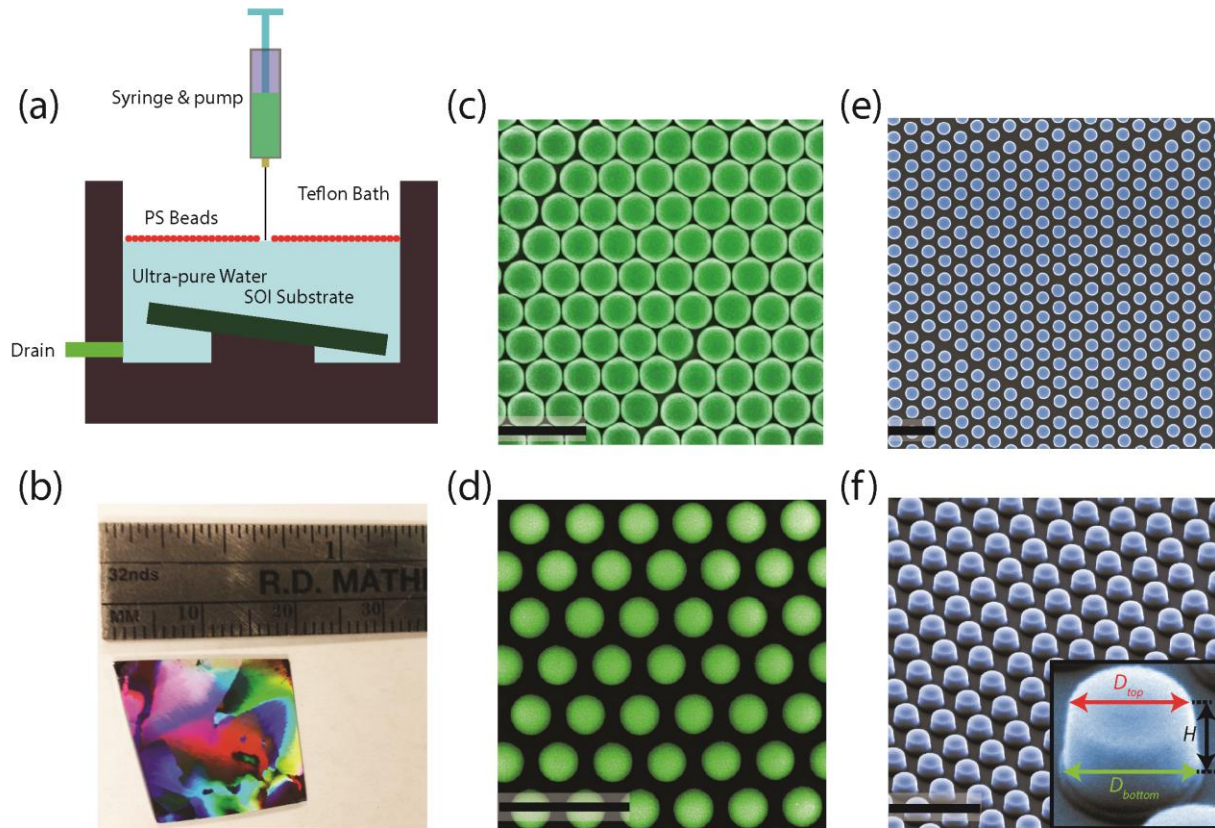 (a)
Syringe & pump
Teflon Bath
PS Beads
Ultra-pure Water
SOI Substrate
Drain
(b)
1
32nds
R.D. MATH
MM 10 20 30
(c)
(d)
(e)
(f)
D top
H
D bottom